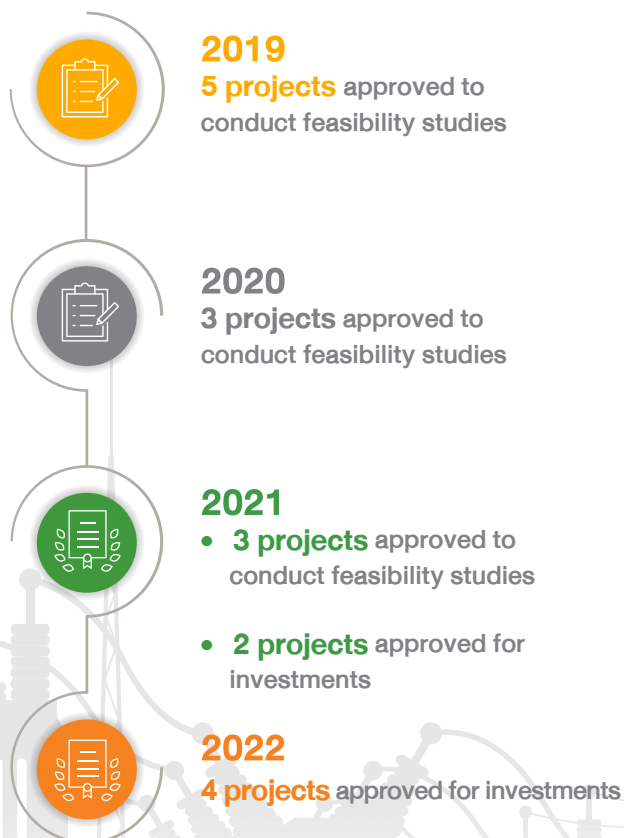 2019
5 projects approved to
conduct feasibility studies
2020
3 projects approved to
conduct feasibility studies
2021
• 3 projects approved to
conduct feasibility studies
• 2 projects approved for
investments
2022
4 projects approved for investments